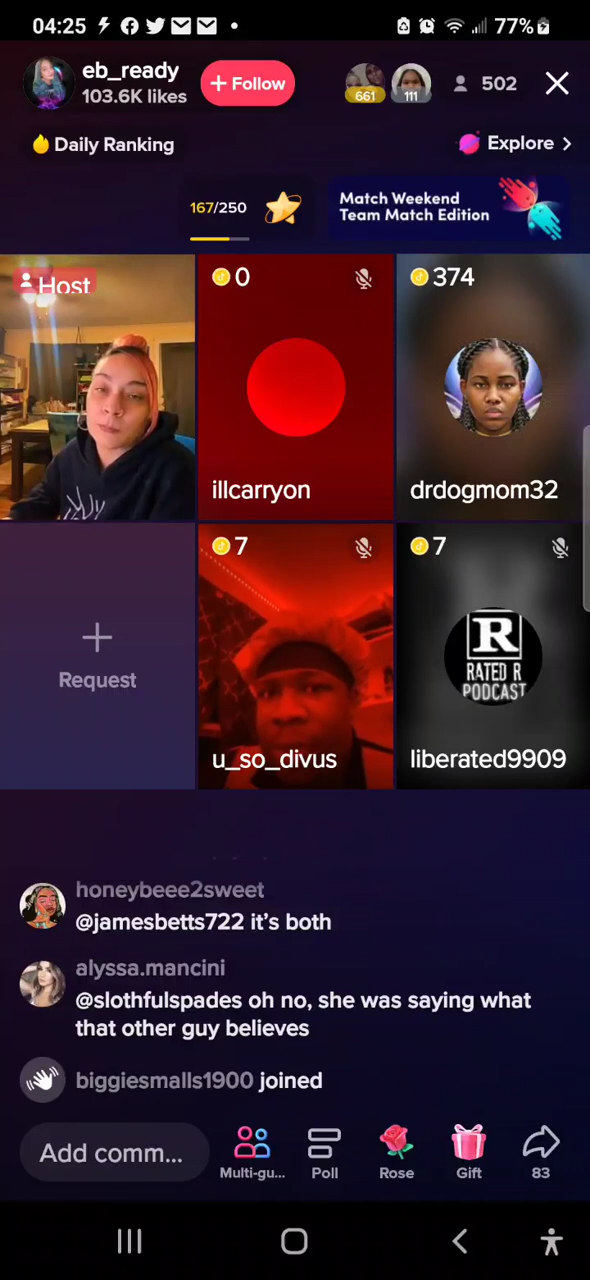 04:25
77%
eb_ready
103.6K likes
+ Follow
661
111
502
Daily Ranking
Explore >
167/250
Match Weekend
Team Match Edition
Host
0
374
illcarryon
drdogmom32
7
7
Request
R
RATED R
PODCAST
u_so_divus
liberated9909
honeybeee2sweet
@jamesbetts722 it's both
alyssa.mancini
@slothfulspades oh no, she was saying what
that other guy believes
biggiesmalls1900 joined
Add comm...
Multi-gu...
Poll
Rose
Gift
83